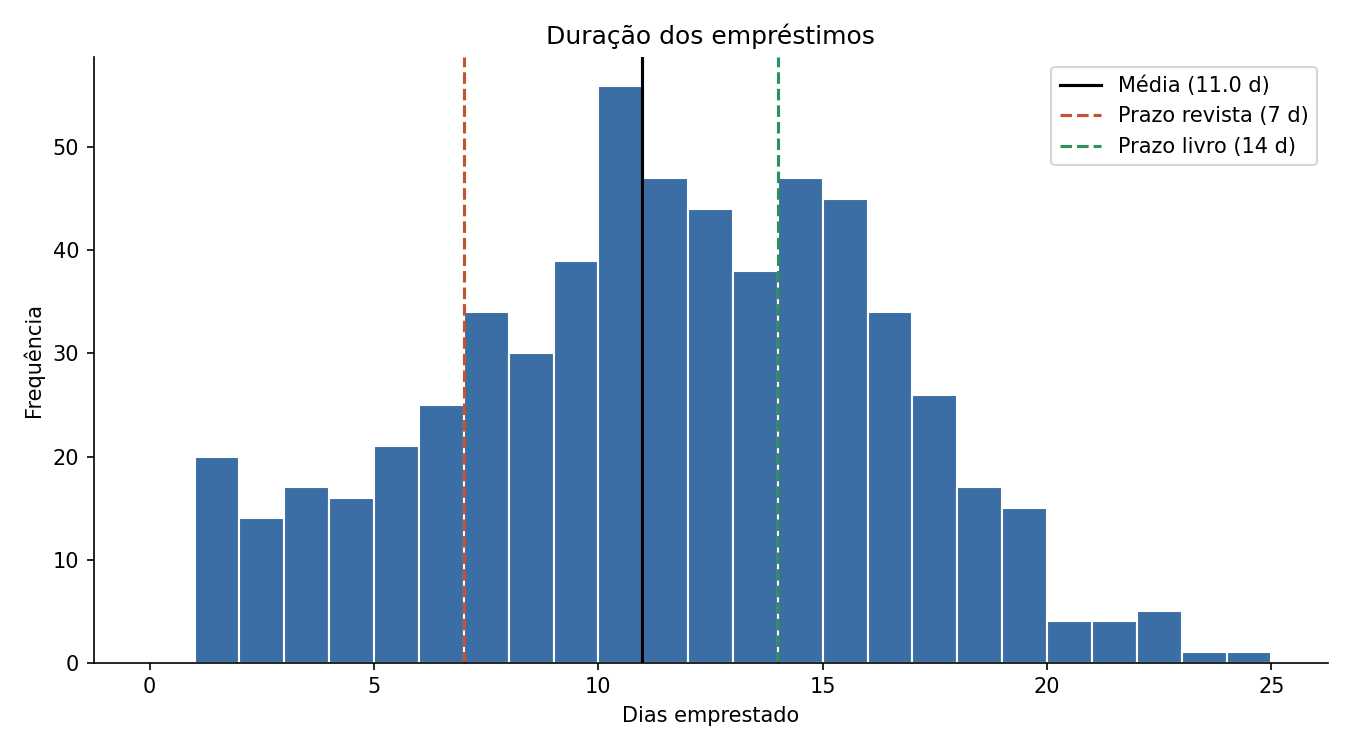 Duração dos empréstimos
Média (11.0 d)
Prazo revista (7 d)
Prazo livro (14 d)
Frequência
50
40
30
20
10
0
0 5 10 15 20 25
Dias emprestado